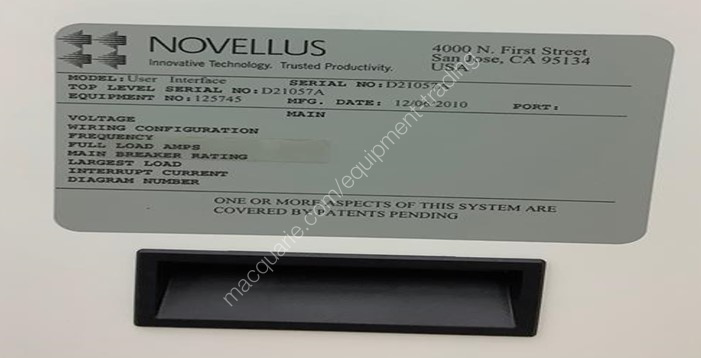 NOVELLUS
Innovative Technology. Trusted Productivity.
4000 N. First Street
San Jose, CA 95134
USA
MODEL: User Interface SERIAL NO: D21057A
TOP LEVEL SERIAL NO: D21057A
EQUIPMENT NO: 125745 MFG. DATE: 12/06/2010 PORT:
VOLTAGE MAIN
WIRING CONFIGURATION
FREQUENCY
FULL LOAD AMPS
MAIN BREAKER RATING
LARGEST LOAD
INTERRUPT CURRENT
DIAGRAM NUMBER
ONE OR MORE ASPECTS OF THIS SYSTEM ARE
COVERED BY PATENTS PENDING
macquarie.com/equipment-trading